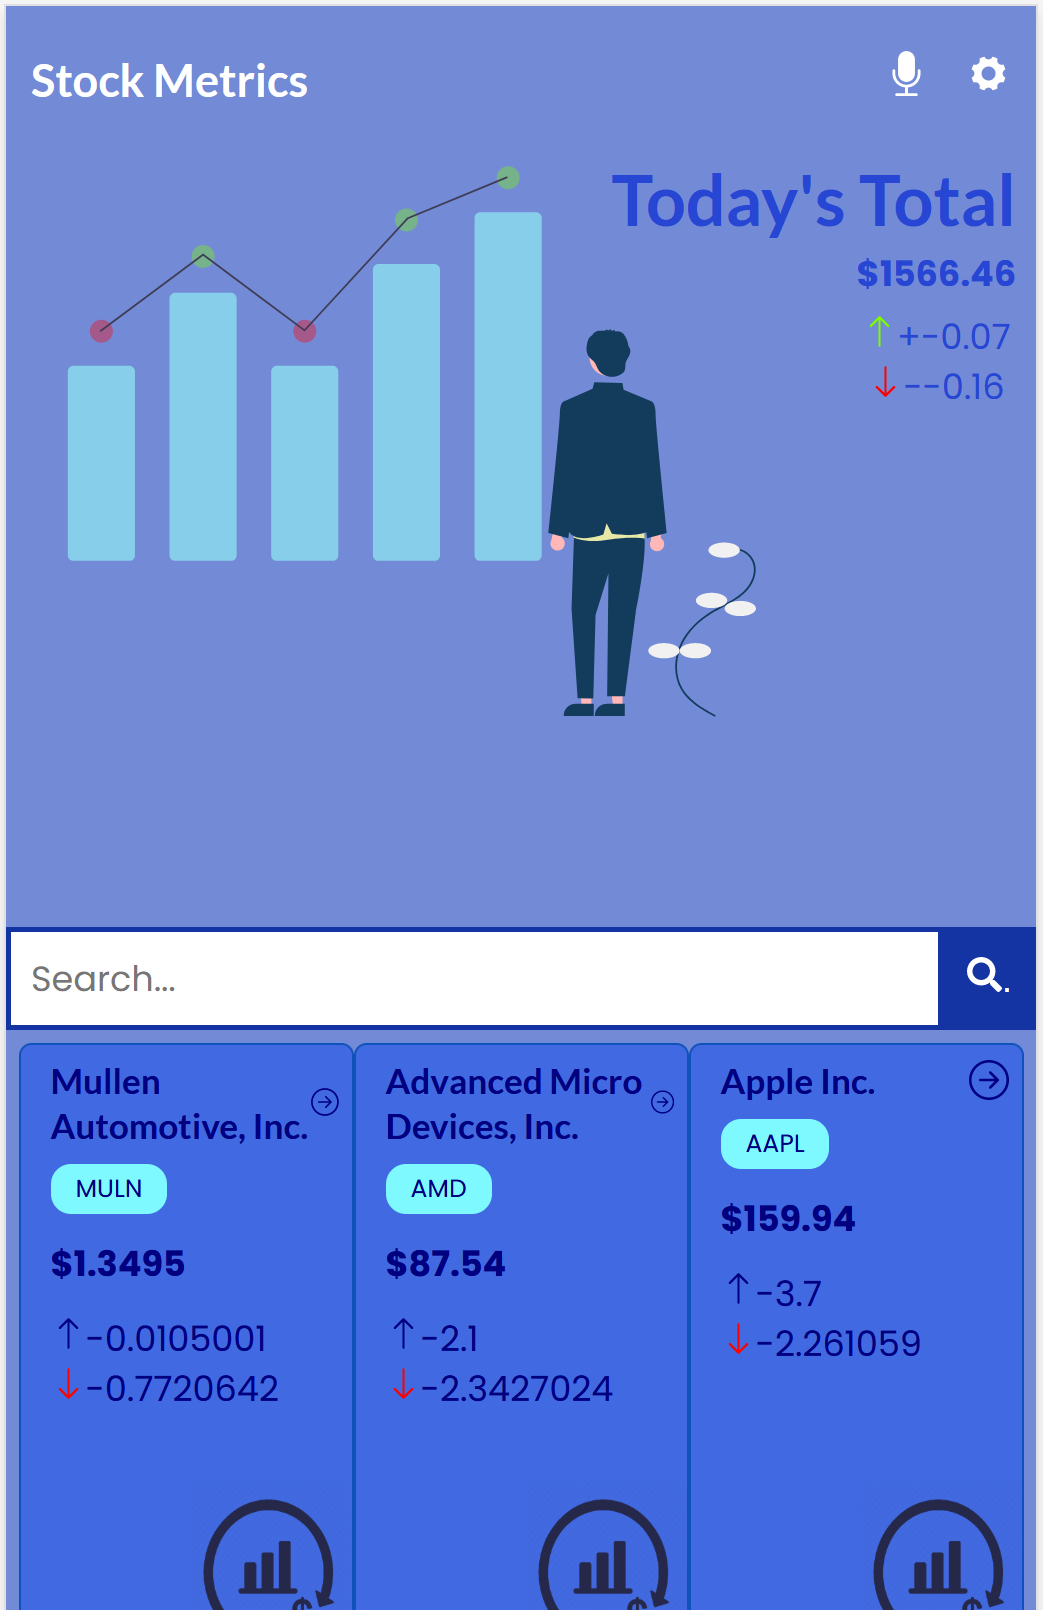 Stock Metrics
Today's Total
$1566.46
+-0.07
--0.16
Search...
.
Mullen
Automotive, Inc.
MULN
$1.3495
-0.0105001
-0.7720642
Advanced Micro
Devices, Inc.
AMD
$87.54
-2.1
-2.3427024
Apple Inc.
AAPL
$159.94
-3.7
-2.261059
$
$
$